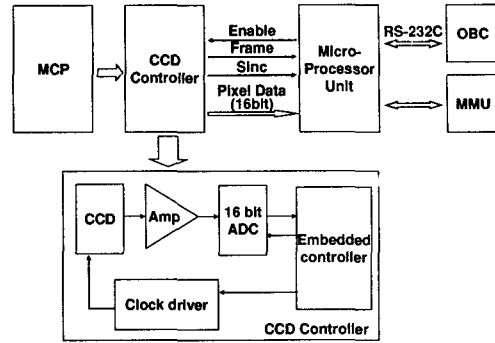 MCP
CCD
Controller
Enable
Frame
Sinc
Pixel Data
(16bit)
Micro-
Processor
Unit
RS-232C
OBC
MMU
CCD
Amp
16 bit
ADC
Embedded
controller
Clock driver
CCD Controller